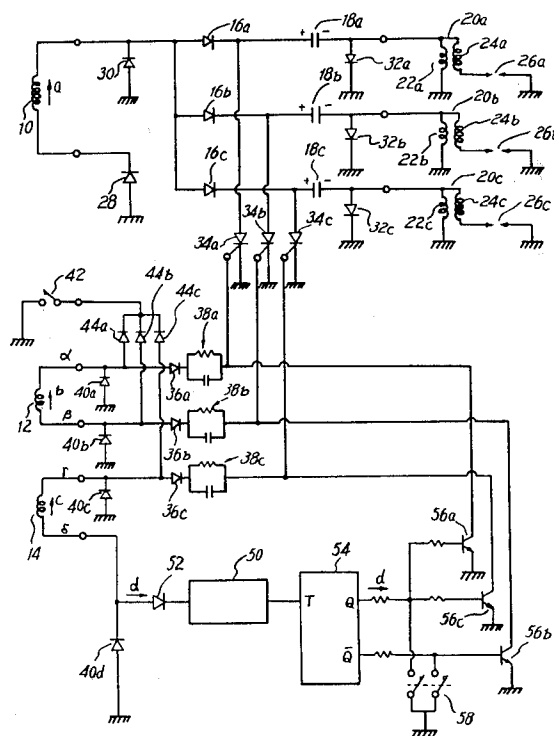 16a
+ 18a -
20a
30
32a
22a
24a
26a
a
10
16b
+ -
18b
20b
24b
32b
22b
26b
28
16c
+ 18c -
20c
24c
32c
22c
26c
34a
34b
34c
42
44b
44a
44c
38a
α
40a
36a
12
b
β
40b
36b
38b
γ
40c
36c
38c
14
c
δ
56a
d
52
50
54
T
Q
d
56c
Q̄
56b
40d
58